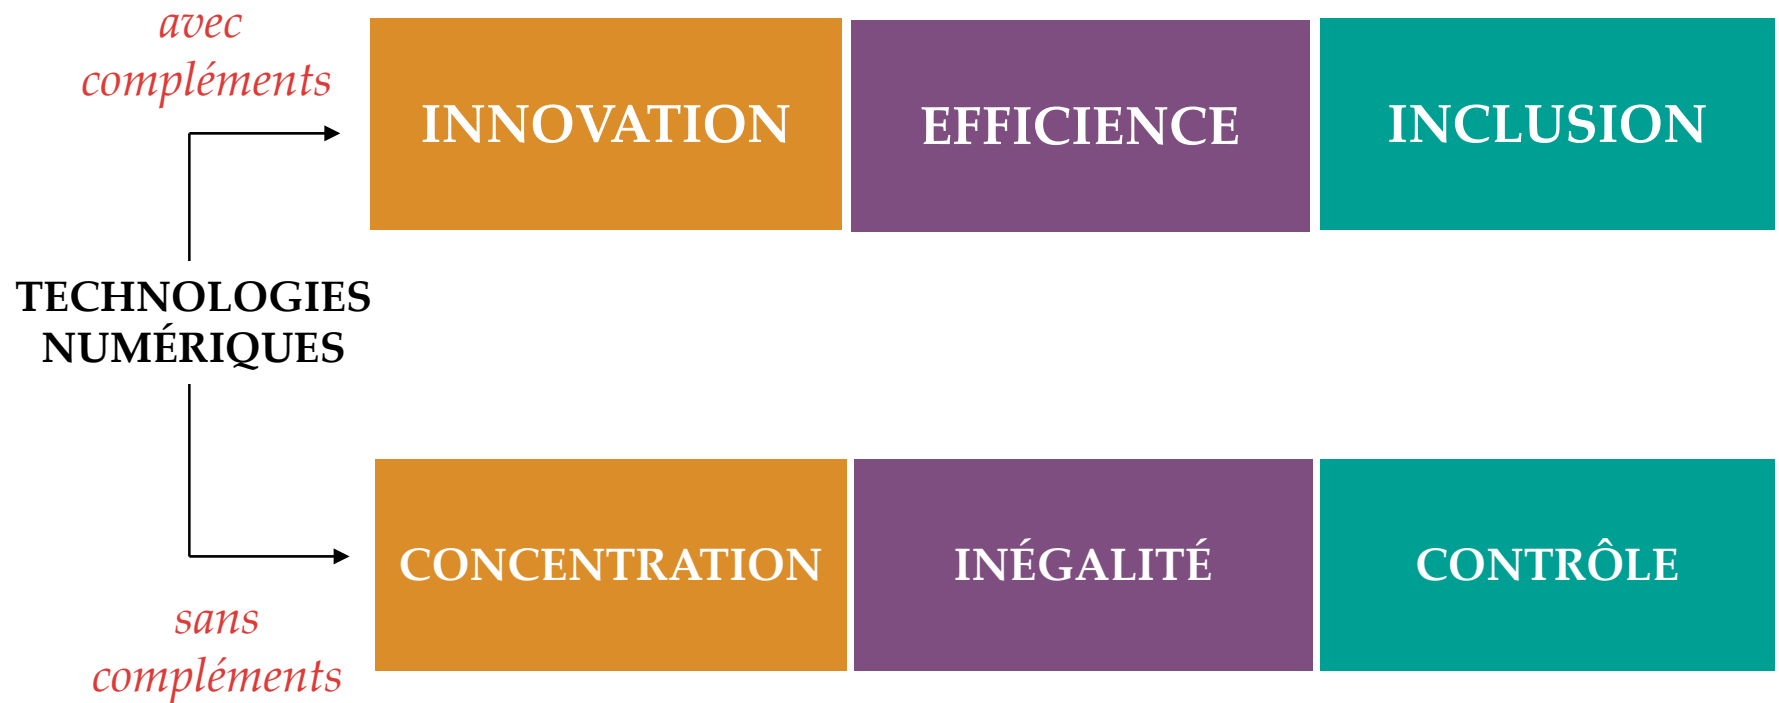 avec
compléments
INNOVATION
EFFICIENCE
INCLUSION
TECHNOLOGIES
NUMÉRIQUES
CONCENTRATION
INÉGALITÉ
CONTRÔLE
sans
compléments